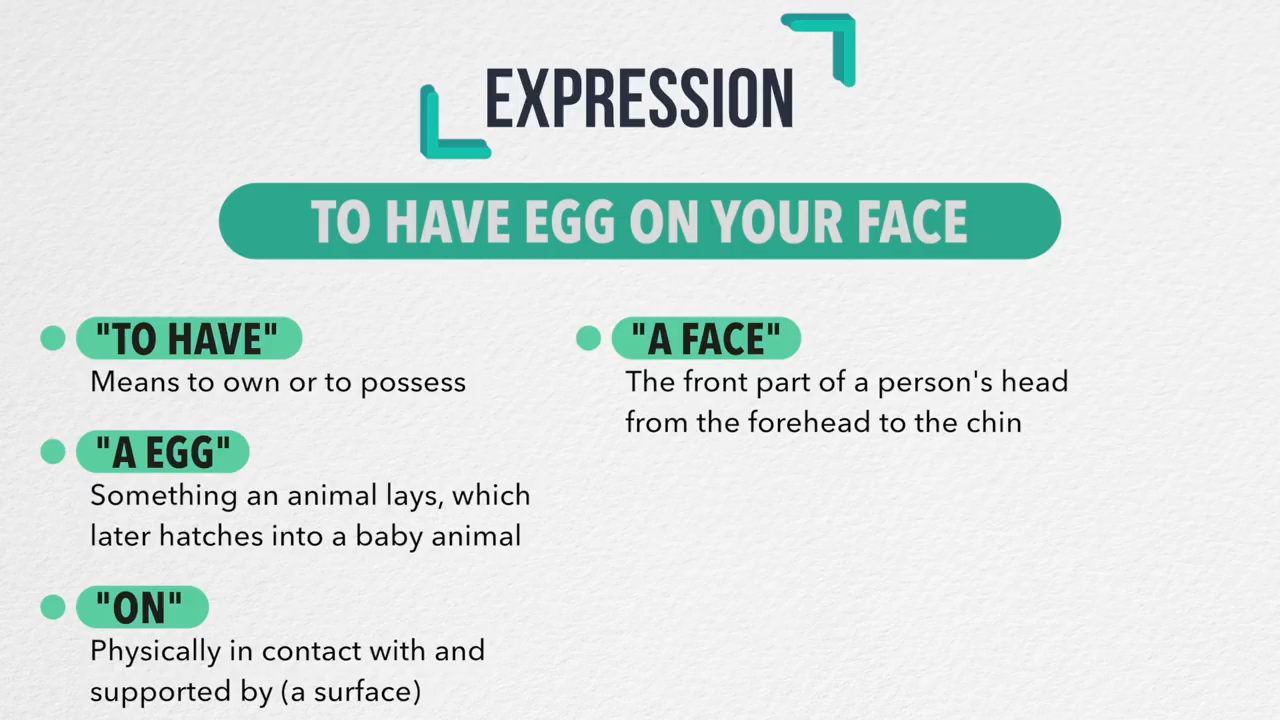 EXPRESSION
TO HAVE EGG ON YOUR FACE
"TO HAVE"
Means to own or to possess
"A EGG"
Something an animal lays, which
later hatches into a baby animal
"ON"
Physically in contact with and
supported by (a surface)
"A FACE"
The front part of a person's head
from the forehead to the chin